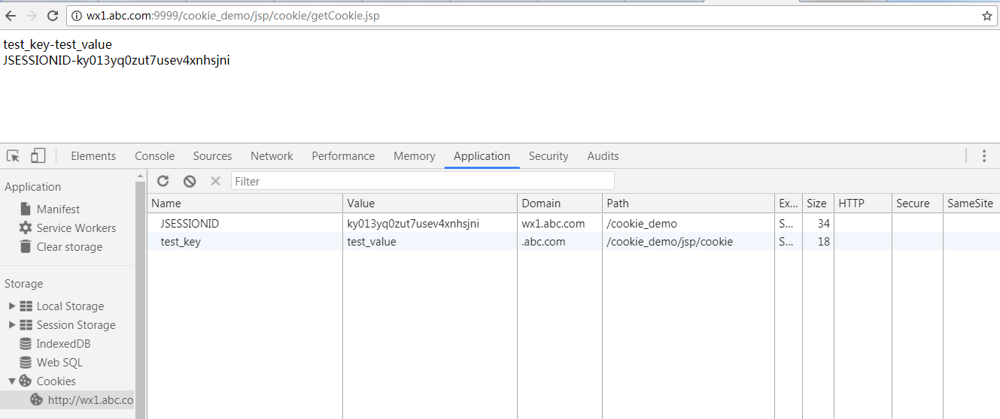 wx1.abc.com:9999/cookie_demo/jsp/cookie/getCookie.jsp
test_key-test_value
JSESSIONID-ky013yq0zut7usev4xnhsjni
Elements Console Sources Network Performance Memory Application Security Audits
Application
Manifest
Service Workers
Clear storage
Storage
Local Storage
Session Storage
IndexedDB
Web SQL
Cookies
http://wx1.abc.co
Filter
Name Value Domain Path Ex... Size HTTP Secure SameSite
JSESSIONID ky013yq0zut7usev4xnhsjni wx1.abc.com /cookie_demo S... 34
test_key test_value .abc.com /cookie_demo/jsp/cookie S... 18